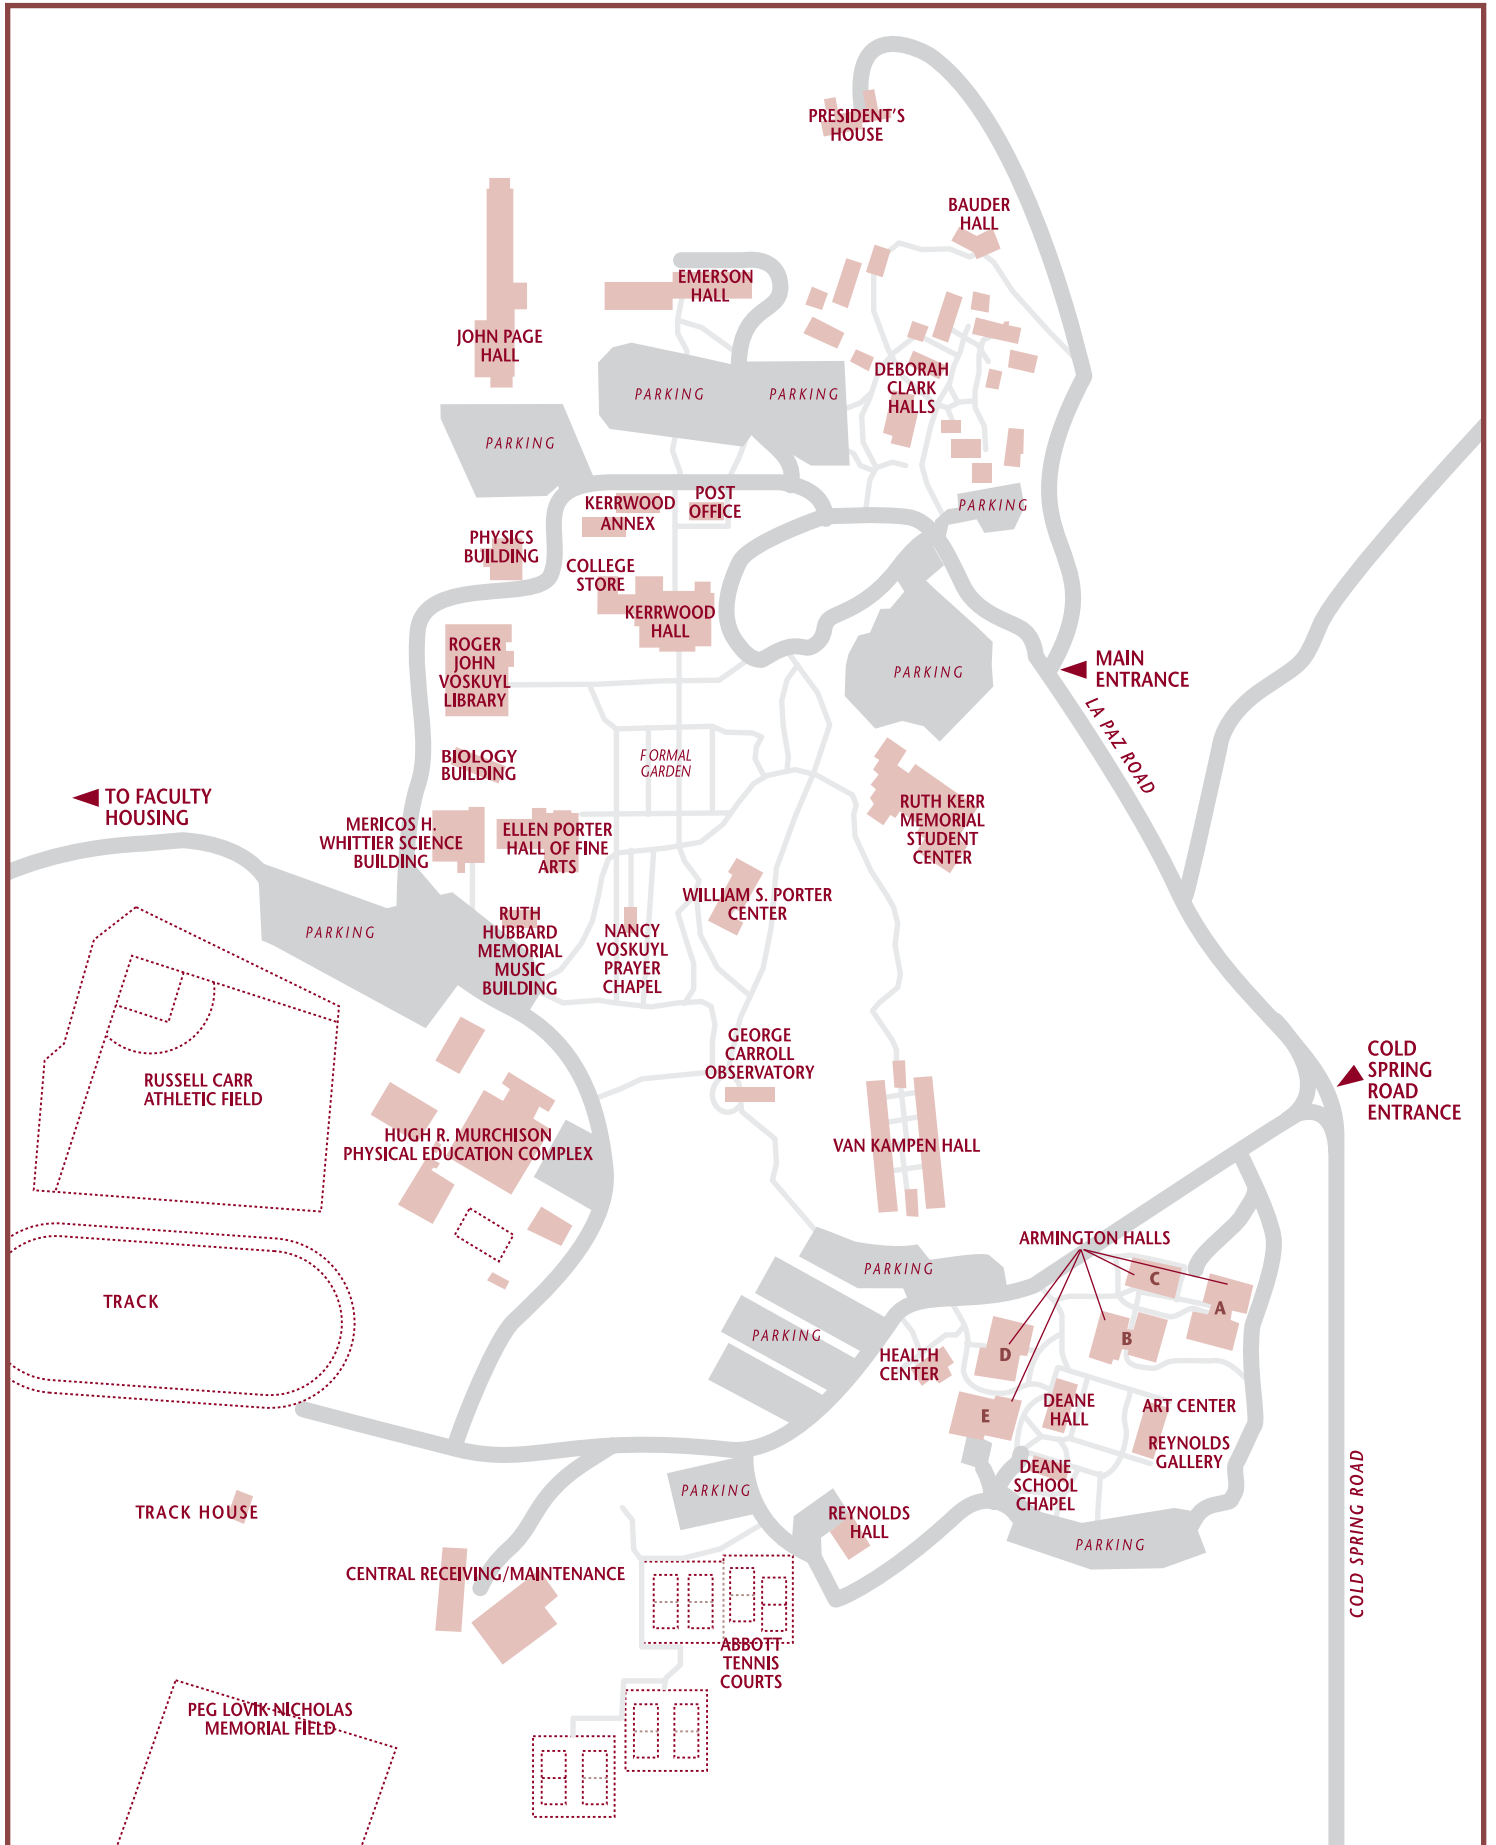 PRESIDENT'S
HOUSE
BAUDER
HALL
EMERSON
HALL
JOHN PAGE
HALL
DEBORAH
CLARK
HALLS
PARKING
PARKING
PARKING
PARKING
KERRWOOD
ANNEX
POST
OFFICE
PHYSICS
BUILDING
COLLEGE
STORE
KERRWOOD
HALL
ROGER
JOHN
VOSKUYL
LIBRARY
PARKING
MAIN
ENTRANCE
LA PAZ ROAD
BIOLOGY
BUILDING
FORMAL
GARDEN
TO FACULTY
HOUSING
MERICOS H.
WHITTIER SCIENCE
BUILDING
ELLEN PORTER
HALL OF FINE
ARTS
RUTH KERR
MEMORIAL
STUDENT
CENTER
WILLIAM S. PORTER
CENTER
PARKING
RUTH
HUBBARD
MEMORIAL
MUSIC
BUILDING
NANCY
VOSKUYL
PRAYER
CHAPEL
GEORGE
CARROLL
OBSERVATORY
COLD
SPRING
ROAD
ENTRANCE
RUSSELL CARR
ATHLETIC FIELD
HUGH R. MURCHISON
PHYSICAL EDUCATION COMPLEX
VAN KAMPEN HALL
ARMINGTON HALLS
PARKING
C
A
B
D
E
TRACK
PARKING
HEALTH
CENTER
DEANE
HALL
ART CENTER
REYNOLDS
GALLERY
DEANE
SCHOOL
CHAPEL
PARKING
REYNOLDS
HALL
PARKING
COLD SPRING ROAD
TRACK HOUSE
CENTRAL RECEIVING/MAINTENANCE
ABBOTT
TENNIS
COURTS
PEG LOVIK NICHOLAS
MEMORIAL FIELD